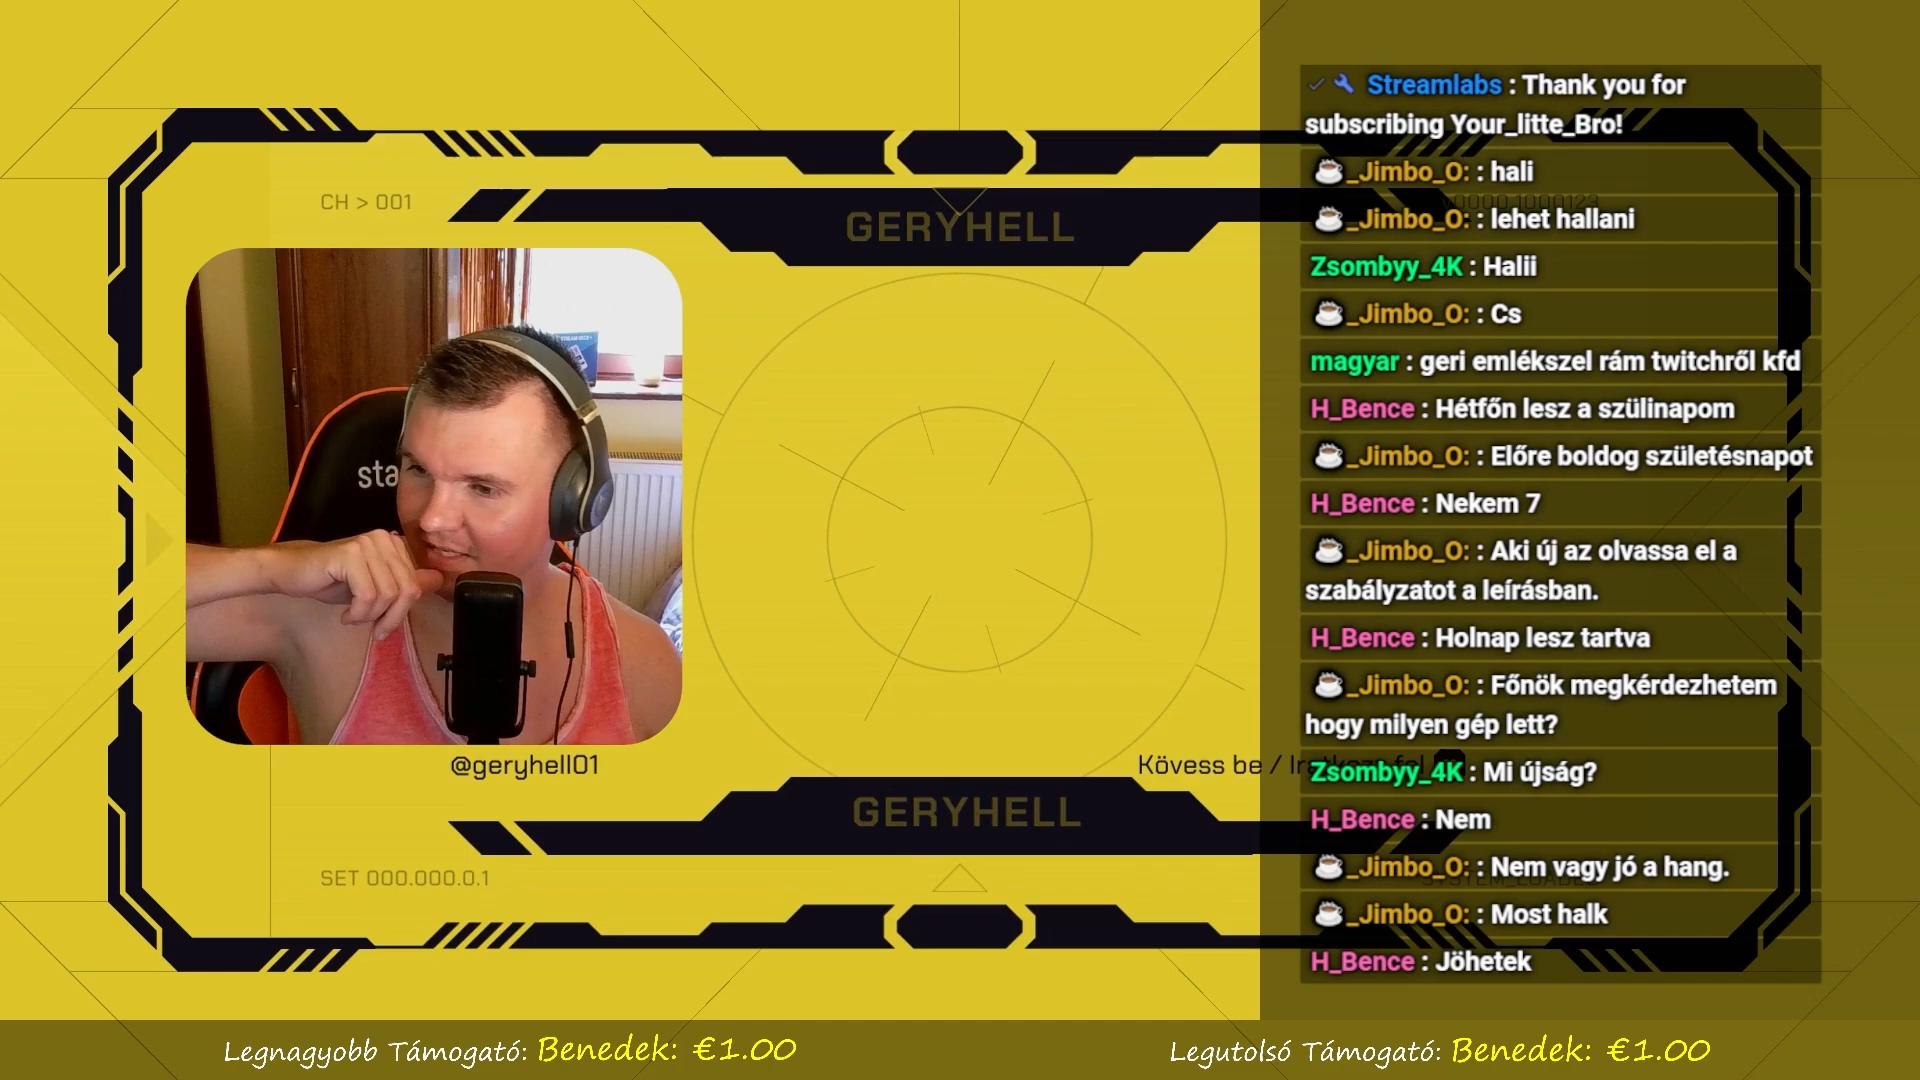 CH > 001
GERYHELL
sta
@geryhell01
Kövess be /
GERYHELL
SET 000.000.0.1
Streamlabs : Thank you for
subscribing Your_litte_Bro!
_Jimbo_O: : hali
_Jimbo_O: : lehet hallani
Zsombyy_4K : Halii
_Jimbo_O: : Cs
magyar : geri emlékszel rám twitchről kfd
H_Bence : Hétfőn lesz a szülinapom
_Jimbo_O: : Előre boldog születésnapot
H_Bence : Nekem 7
_Jimbo_O: : Aki új az olvassa el a
szabályzatot a leírásban.
H_Bence : Holnap lesz tartva
_Jimbo_O: : Főnök megkérdezhetem
hogy milyen gép lett?
Zsombyy_4K : Mi újság?
H_Bence : Nem
_Jimbo_O: : Nem vagy jó a hang.
_Jimbo_O: : Most halk
H_Bence : Jöhetek
Legnagyobb Támogató: Benedek: €1.00
Legutolsó Támogató: Benedek: €1.00